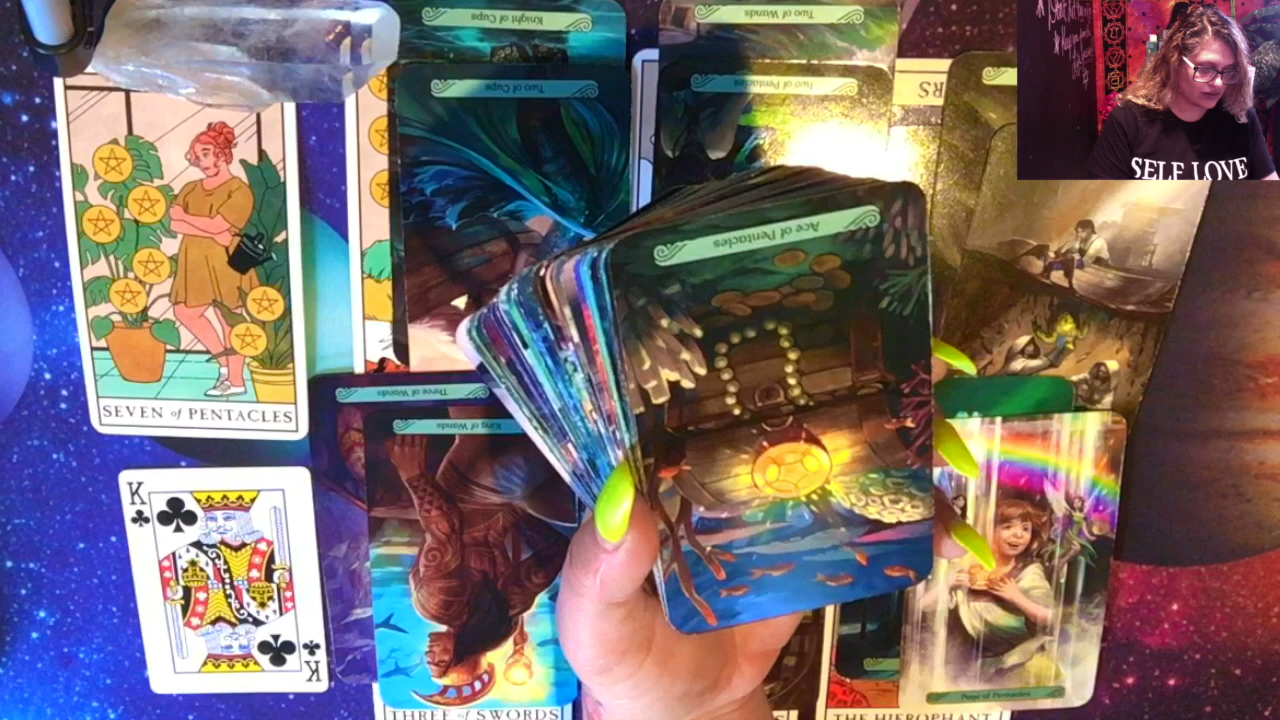 Knight of Cups
Two of Wands
Two of Cups
Two of Pentacles
RS
SELF LOVE
Ace of Pentacles
SEVEN of PENTACLES
Three of Wands
King of Wands
K
K
Page of Pentacles
THREE of SWORDS
THE HIEROPHANT